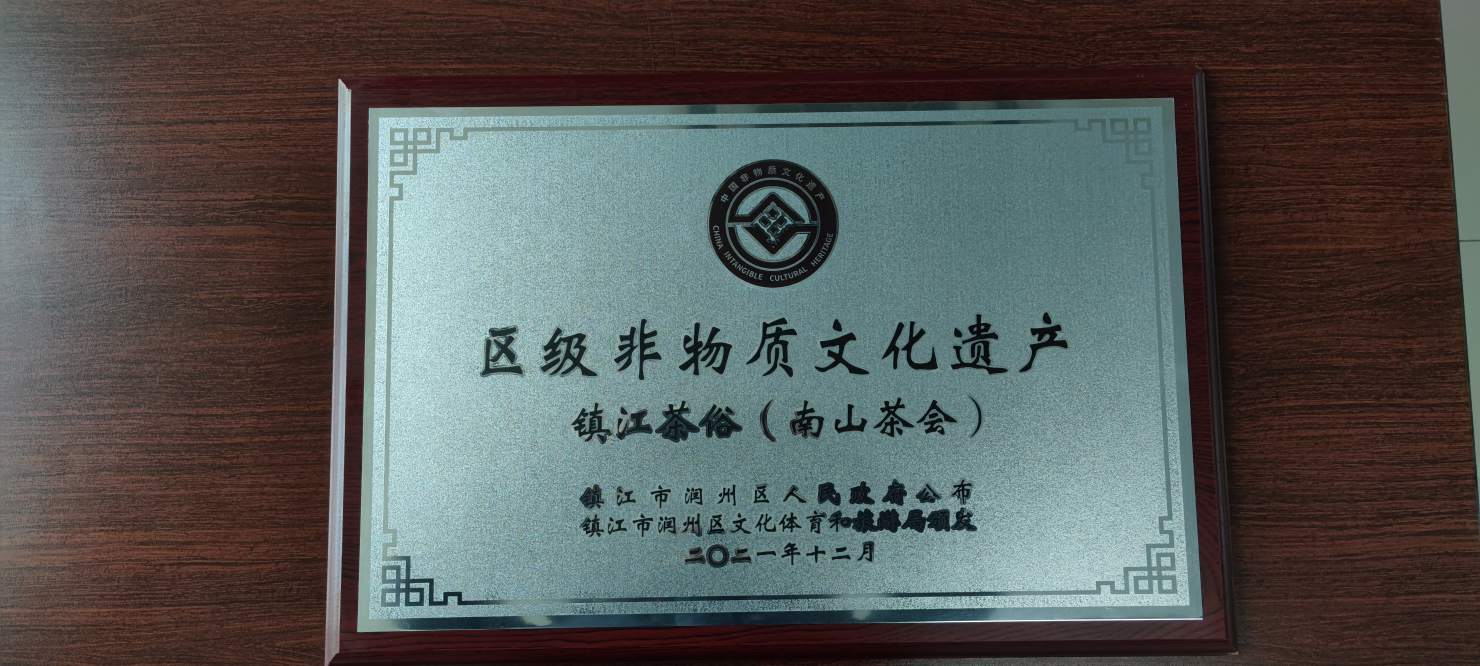 中国非物质文化遗产
CHINA INTANGIBLE CULTURAL HERITAGE
区级非物质文化遗产
镇江茶俗（南山茶会）
镇江市润州区人民政府公布
镇江市润州区文化体育和旅游局颁发
二〇二一年十二月